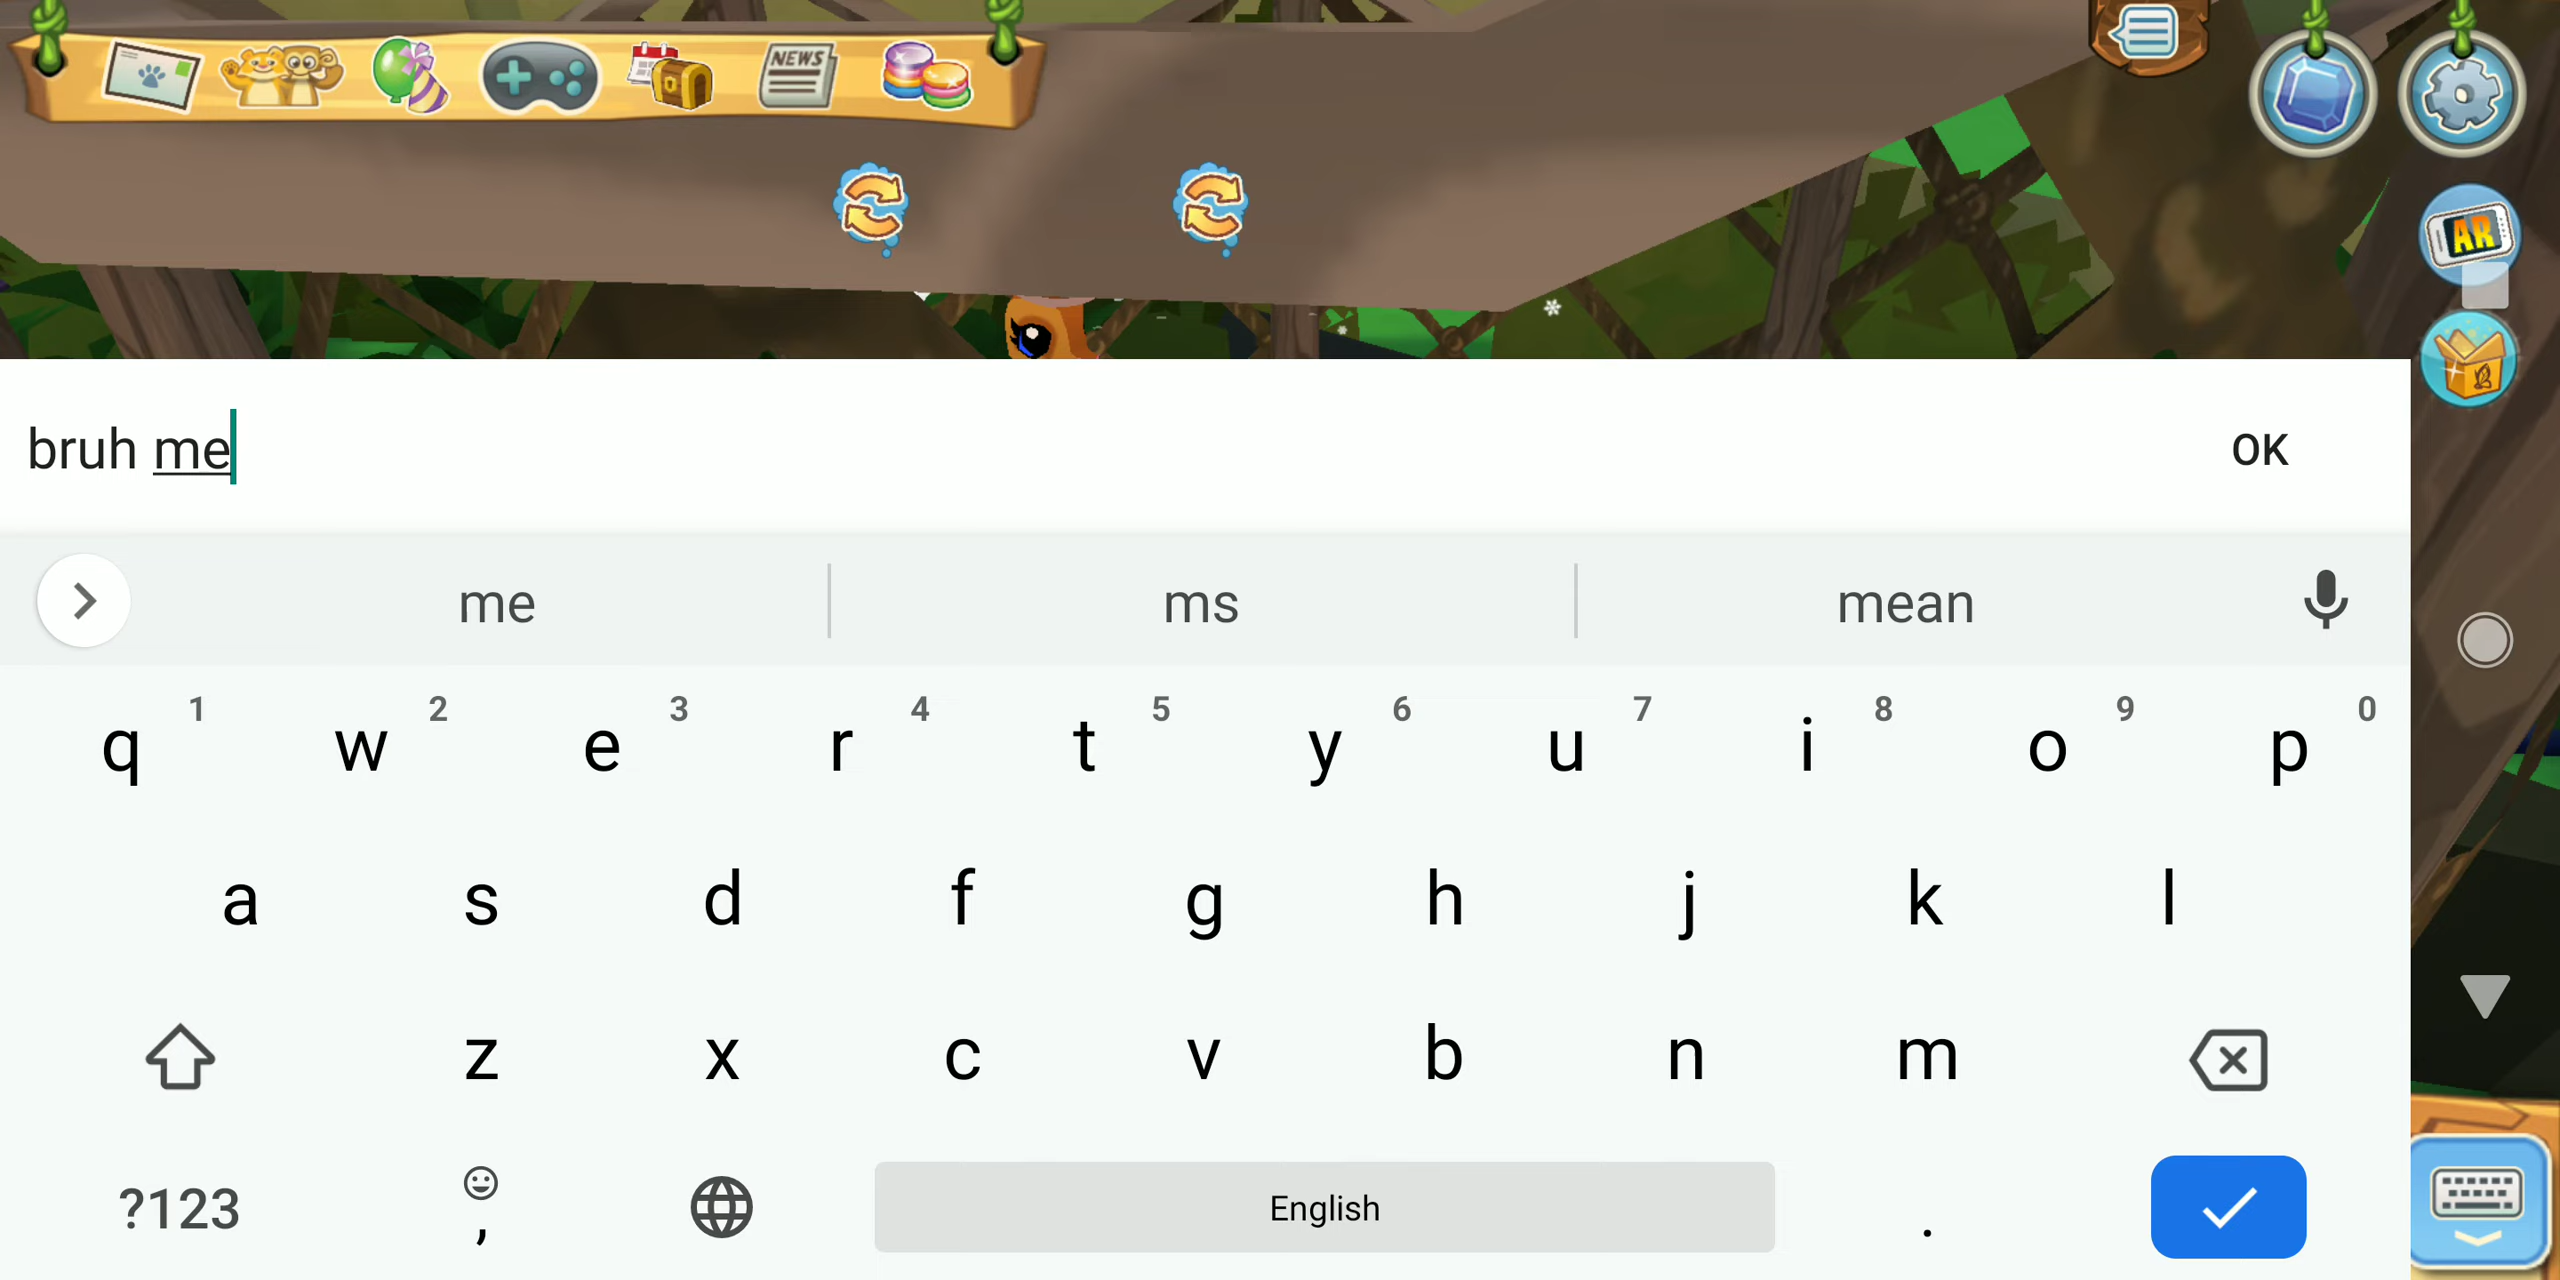 NEWS
AR
bruh me
OK
me ms mean
1 2 3 4 5 6 7 8 9 0
q w e r t y u i o p
a s d f g h j k l
z x c v b n m
?123 , English .